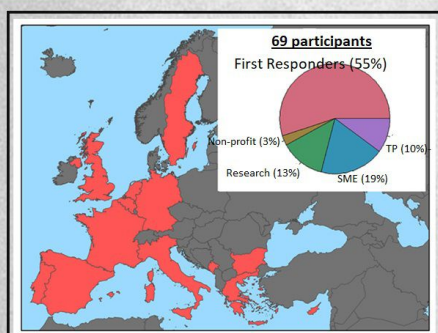 69 participants
First Responders (55%)
Non-profit (3%)
TP (10%)
Research (13%)
SME (19%)